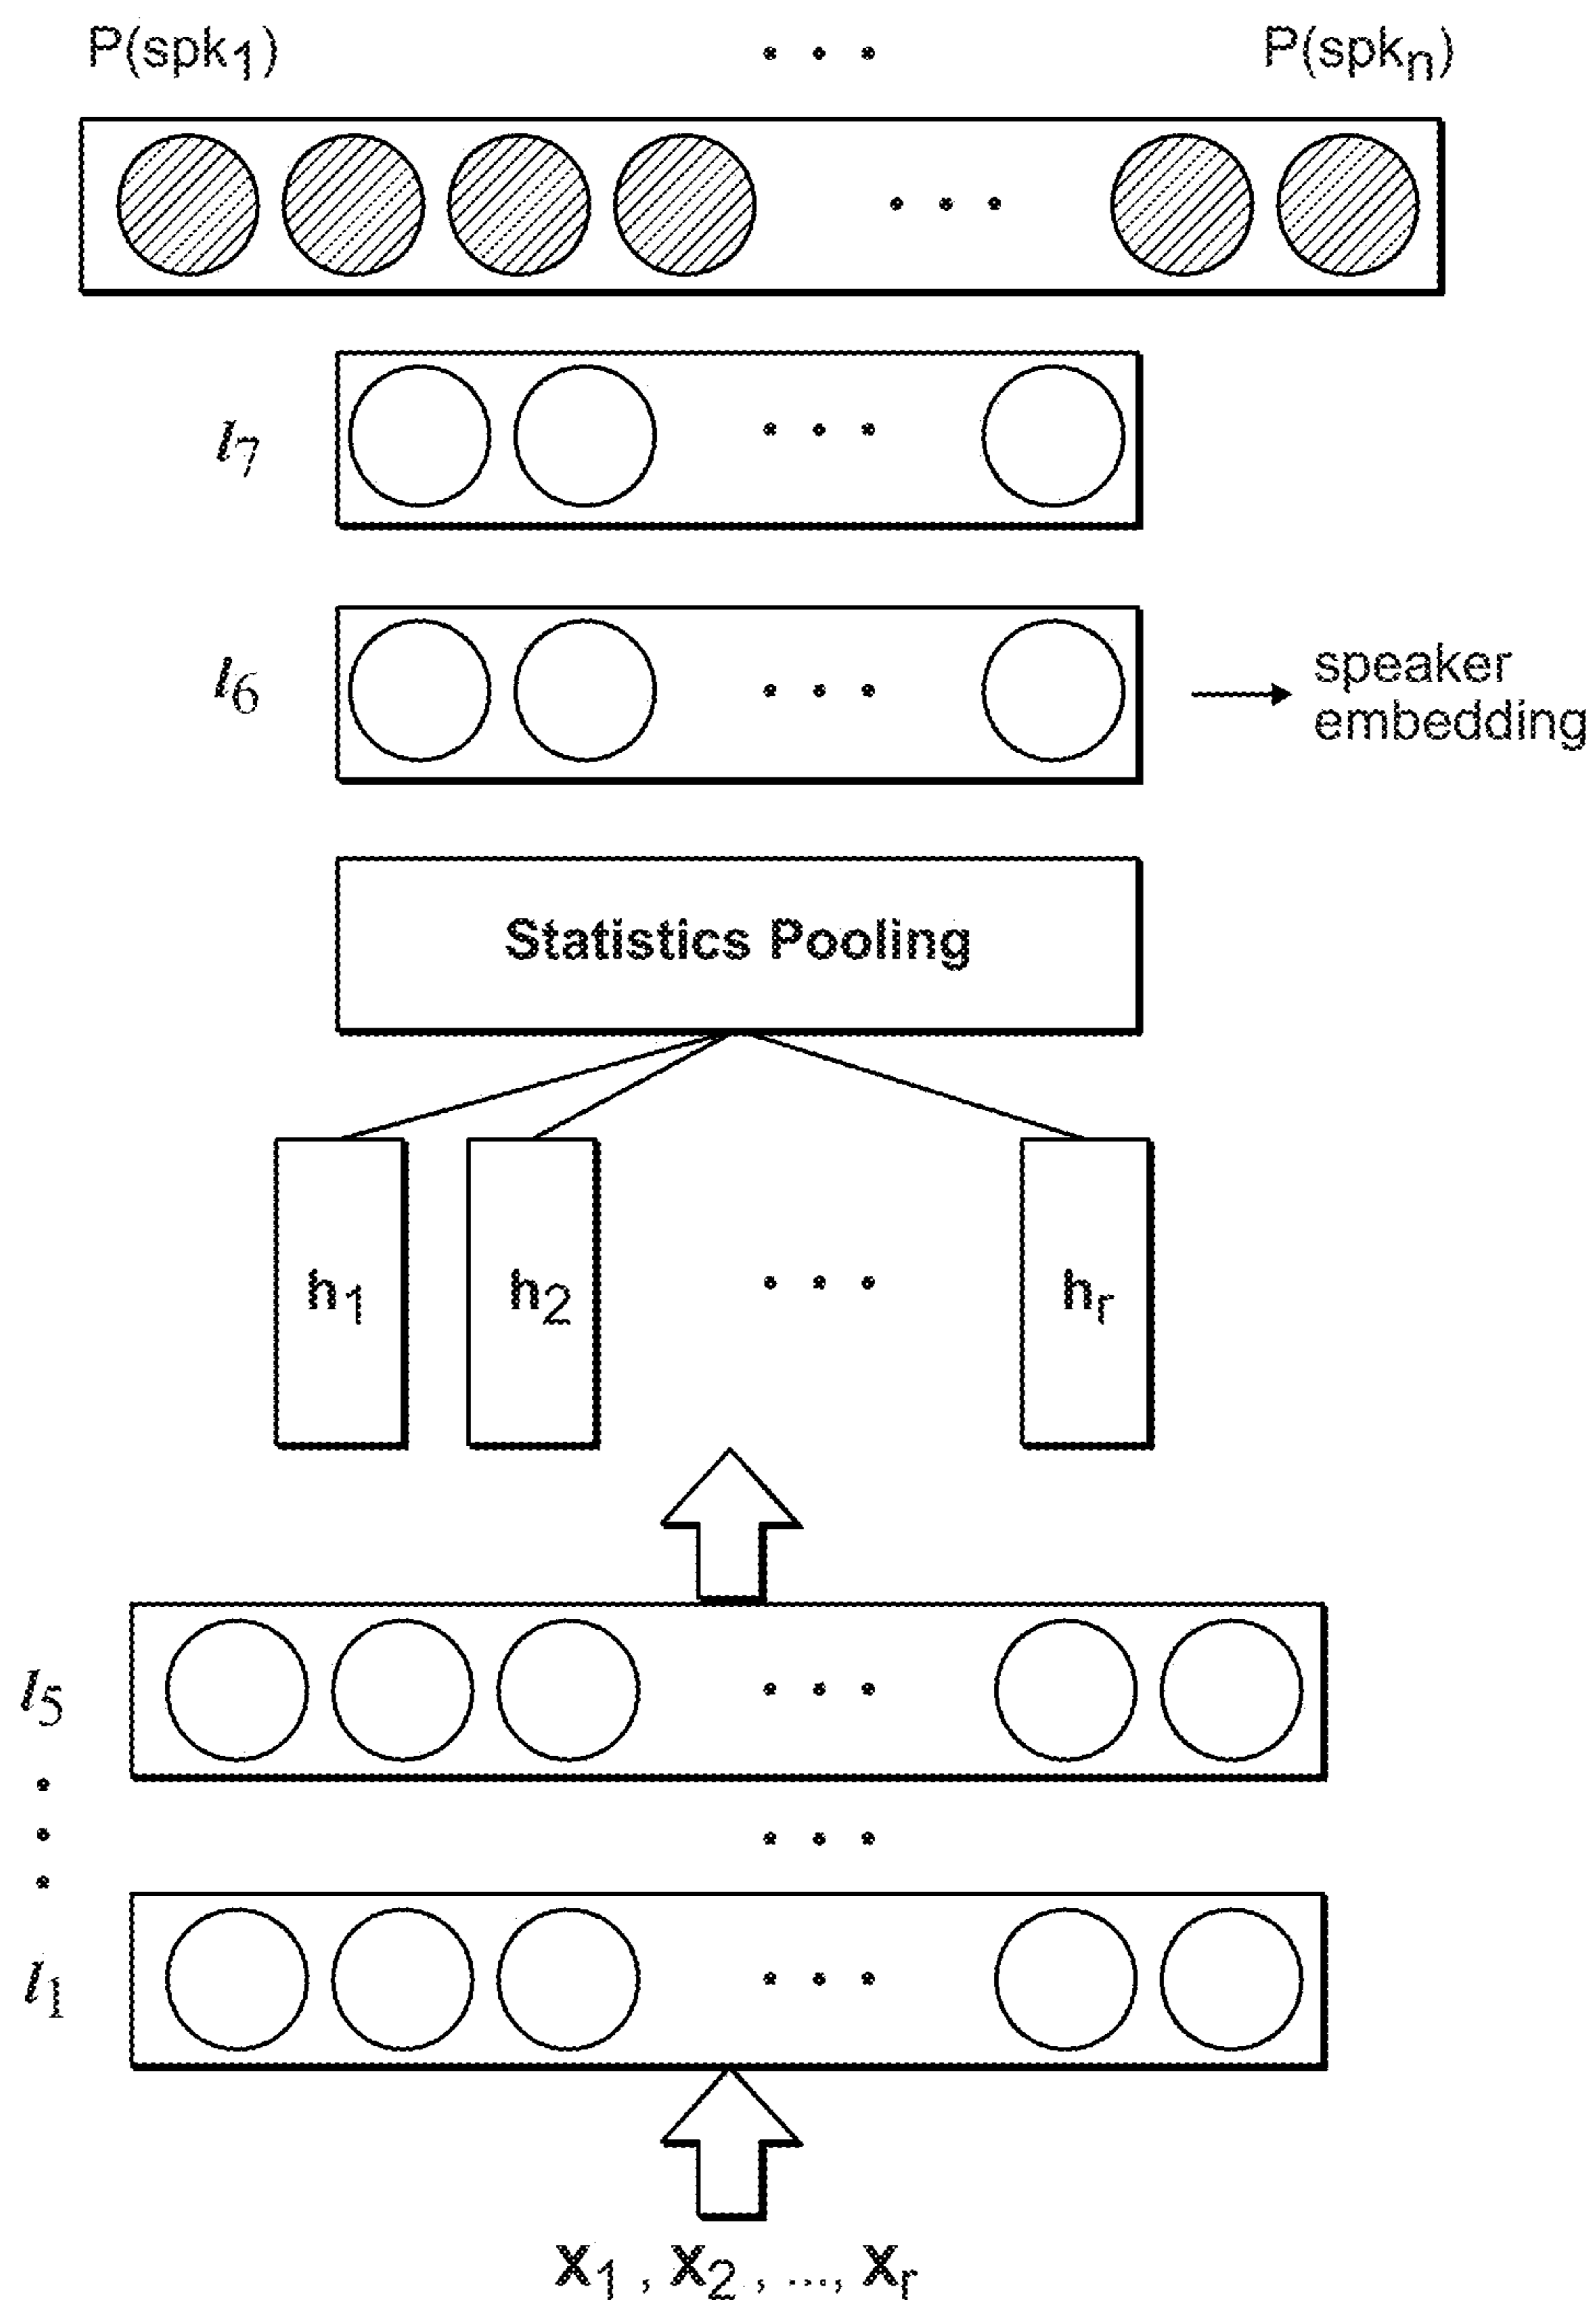 P(spk1) . . . P(spkn)
. . .
l7 . . .
l6 . . .
speaker
embedding
Statistics Pooling
h1 h2 . . . hr
l5 . . .
. . .
l1 . . .
x1 , x2 , ..., xr